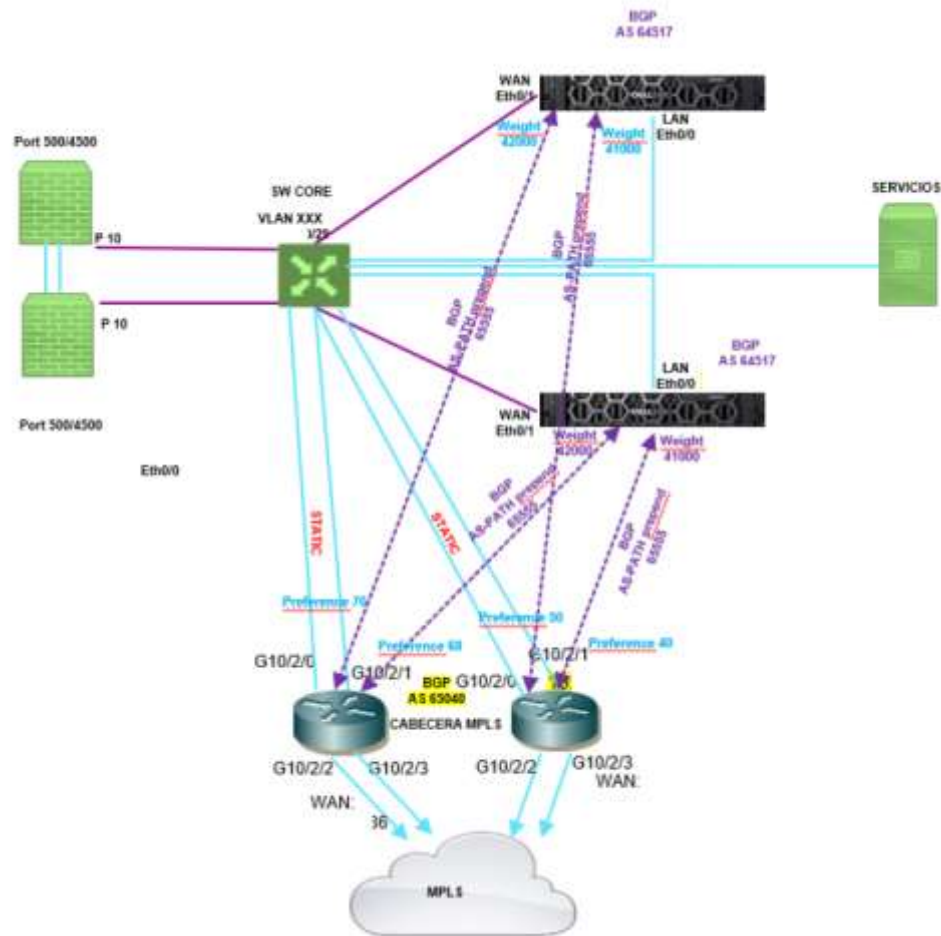 BGP
AS 64517
WAN
Eth0/1
LAN
Eth0/0
Weight
42000
Weight
41000
Port 500/4500
SW CORE
VLAN XXX
SERVICIOS
P 10
BGP
AS-PATH prepend
65555
BGP
AS-PATH prepend
65555
P 10
BGP
AS 64517
LAN
Eth0/0
WAN
Eth0/1
Weight
42000
Weight
41000
Port 500/4500
Eth0/0
BGP
AS-PATH prepend
65555
BGP
AS-PATH prepend
STATIC
STATIC
Preference 70
Preference
Preference 60
Preference 40
G10/2/0
G10/2/1
G10/2/0
G10/2/1
BGP
AS 65040
CABECERA MPLS
G10/2/2
G10/2/3
G10/2/2
G10/2/3
WAN:
WAN:
36
MPLS